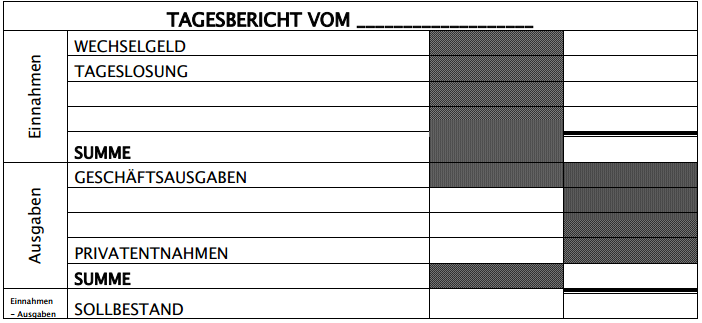 TAGESBERICHT VOM ___________________
Einnahmen
WECHSELGELD
TAGESLOSUNG
SUMME
Ausgaben
GESCHÄFTSAUSGABEN
PRIVATENTNAHMEN
SUMME
Einnahmen
– Ausgaben
SOLLBESTAND